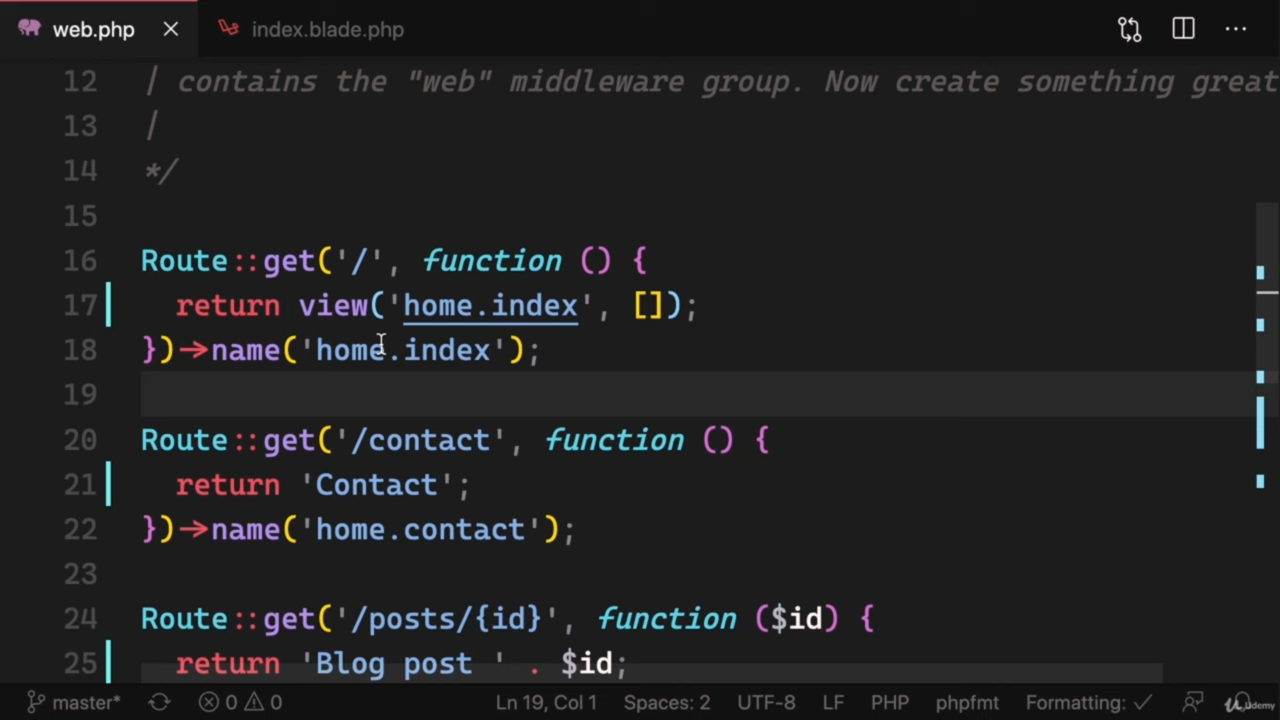 web.php
index.blade.php
12 | contains the "web" middleware group. Now create something great
13 |
14 */
15
16 Route::get('/', function () {
17 return view('home.index', []);
18 })->name('home.index');
19
20 Route::get('/contact', function () {
21 return 'Contact';
22 })->name('home.contact');
23
24 Route::get('/posts/{id}', function ($id) {
25 return 'Blog post ' . $id;
master* 0 0 Ln 19, Col 1 Spaces: 2 UTF-8 LF PHP phpfmt Formatting: ✓
udemy